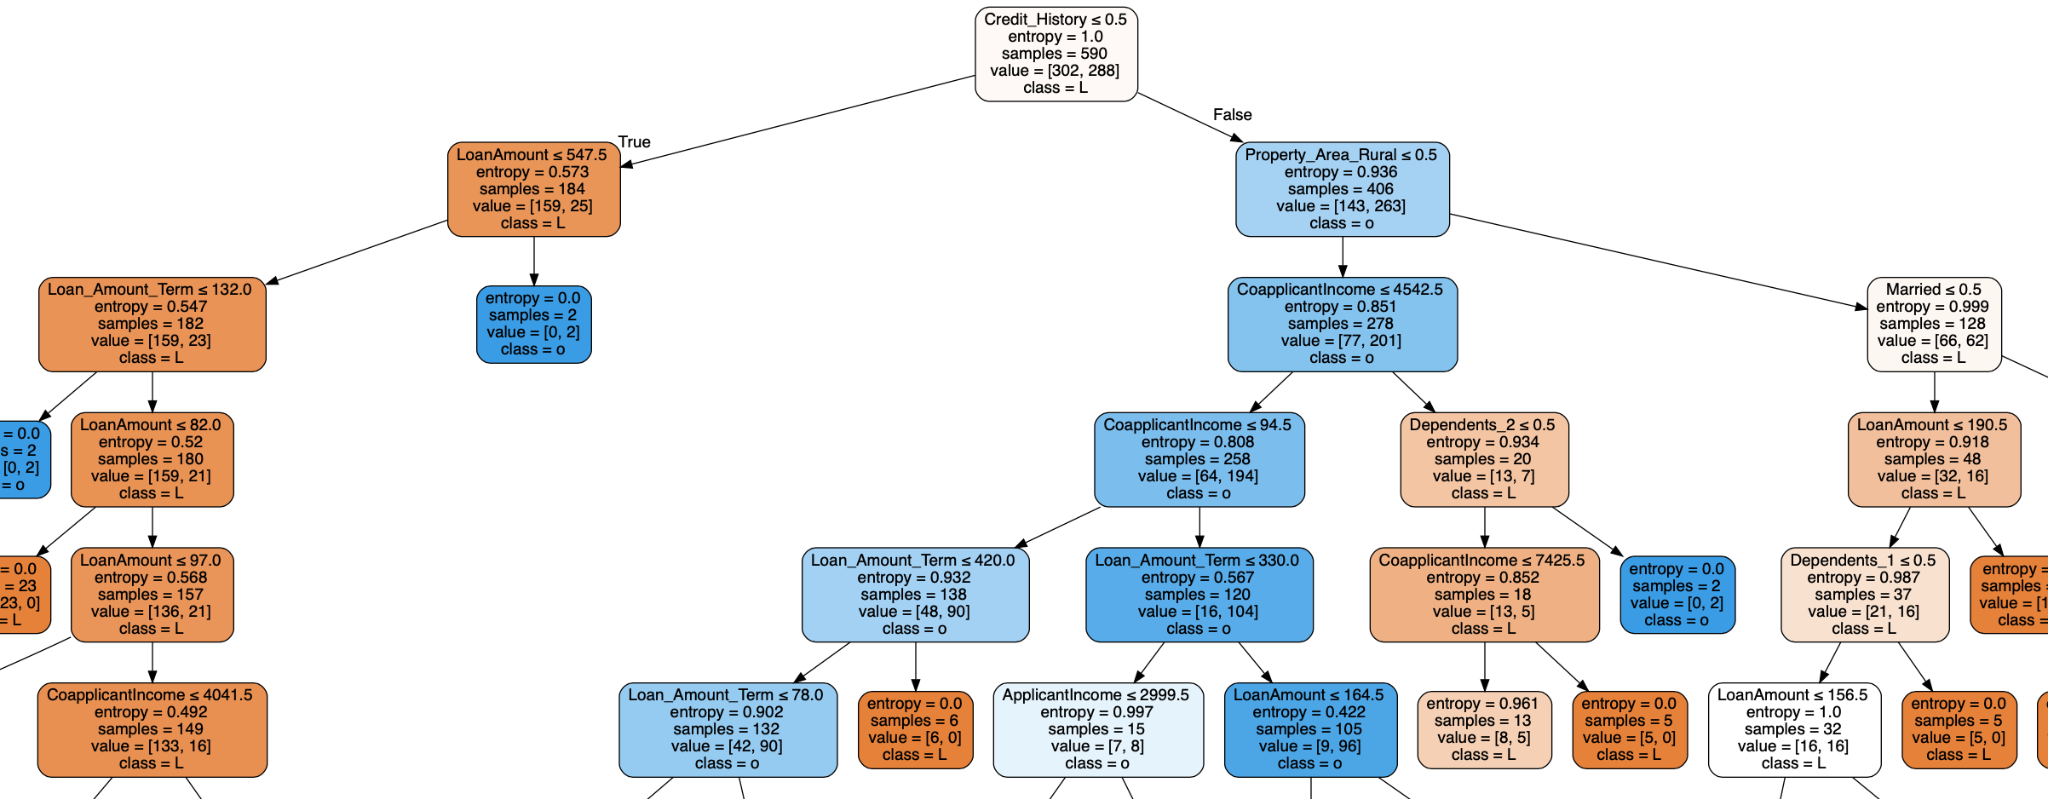 Credit_History ≤ 0.5
entropy = 1.0
samples = 590
value = [302, 288]
class = L
True
False
LoanAmount ≤ 547.5
entropy = 0.573
samples = 184
value = [159, 25]
class = L
Property_Area_Rural ≤ 0.5
entropy = 0.936
samples = 406
value = [143, 263]
class = o
Loan_Amount_Term ≤ 132.0
entropy = 0.547
samples = 182
value = [159, 23]
class = L
entropy = 0.0
samples = 2
value = [0, 2]
class = o
CoapplicantIncome ≤ 4542.5
entropy = 0.851
samples = 278
value = [77, 201]
class = o
Married ≤ 0.5
entropy = 0.999
samples = 128
value = [66, 62]
class = L
= 0.0
s = 2
[0, 2]
= o
LoanAmount ≤ 82.0
entropy = 0.52
samples = 180
value = [159, 21]
class = L
CoapplicantIncome ≤ 94.5
entropy = 0.808
samples = 258
value = [64, 194]
class = o
Dependents_2 ≤ 0.5
entropy = 0.934
samples = 20
value = [13, 7]
class = L
LoanAmount ≤ 190.5
entropy = 0.918
samples = 48
value = [32, 16]
class = L
= 0.0
= 23
23, 0]
= L
LoanAmount ≤ 97.0
entropy = 0.568
samples = 157
value = [136, 21]
class = L
Loan_Amount_Term ≤ 420.0
entropy = 0.932
samples = 138
value = [48, 90]
class = o
Loan_Amount_Term ≤ 330.0
entropy = 0.567
samples = 120
value = [16, 104]
class = o
CoapplicantIncome ≤ 7425.5
entropy = 0.852
samples = 18
value = [13, 5]
class = L
entropy = 0.0
samples = 2
value = [0, 2]
class = o
Dependents_1 ≤ 0.5
entropy = 0.987
samples = 37
value = [21, 16]
class = L
entropy =
samples
value = [1
class =
CoapplicantIncome ≤ 4041.5
entropy = 0.492
samples = 149
value = [133, 16]
class = L
Loan_Amount_Term ≤ 78.0
entropy = 0.902
samples = 132
value = [42, 90]
class = o
entropy = 0.0
samples = 6
value = [6, 0]
class = L
ApplicantIncome ≤ 2999.5
entropy = 0.997
samples = 15
value = [7, 8]
class = o
LoanAmount ≤ 164.5
entropy = 0.422
samples = 105
value = [9, 96]
class = o
entropy = 0.961
samples = 13
value = [8, 5]
class = L
entropy = 0.0
samples = 5
value = [5, 0]
class = L
LoanAmount ≤ 156.5
entropy = 1.0
samples = 32
value = [16, 16]
class = L
entropy = 0.0
samples = 5
value = [5, 0]
class = L